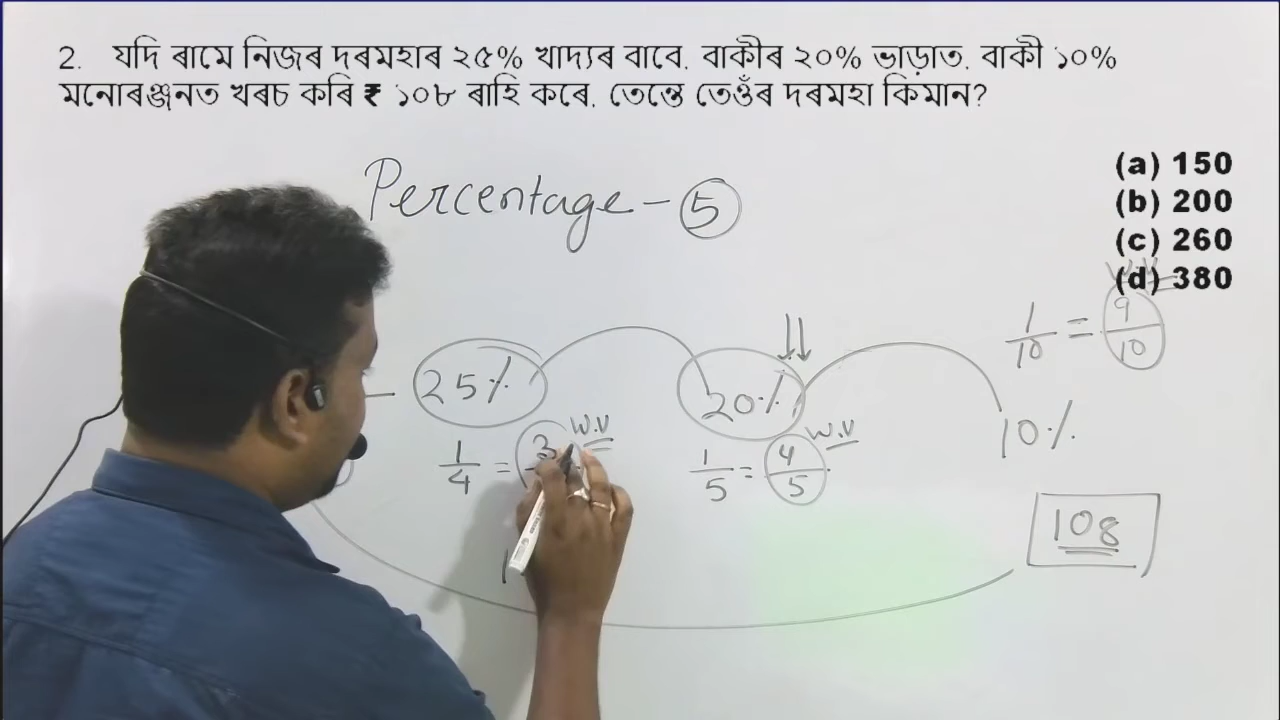 2. যদি ৰামে নিজৰ দৰমহাৰ ২৫% খাদ্যৰ বাবে. বাকীৰ ২০% ভাড়াত. বাকী ১০%
মনোৰঞ্জনত খৰচ কৰি ₹ ১০৮ ৰাহি কৰে. তেন্তে তেওঁৰ দৰমহা কিমান?
(a) 150
(b) 200
(c) 260
(d) 380
Percentage - 5
25% 20% 10%
W.V W.V W.V
1/4 = 3 1/5 = 4/5 1/10 = 9/10
108